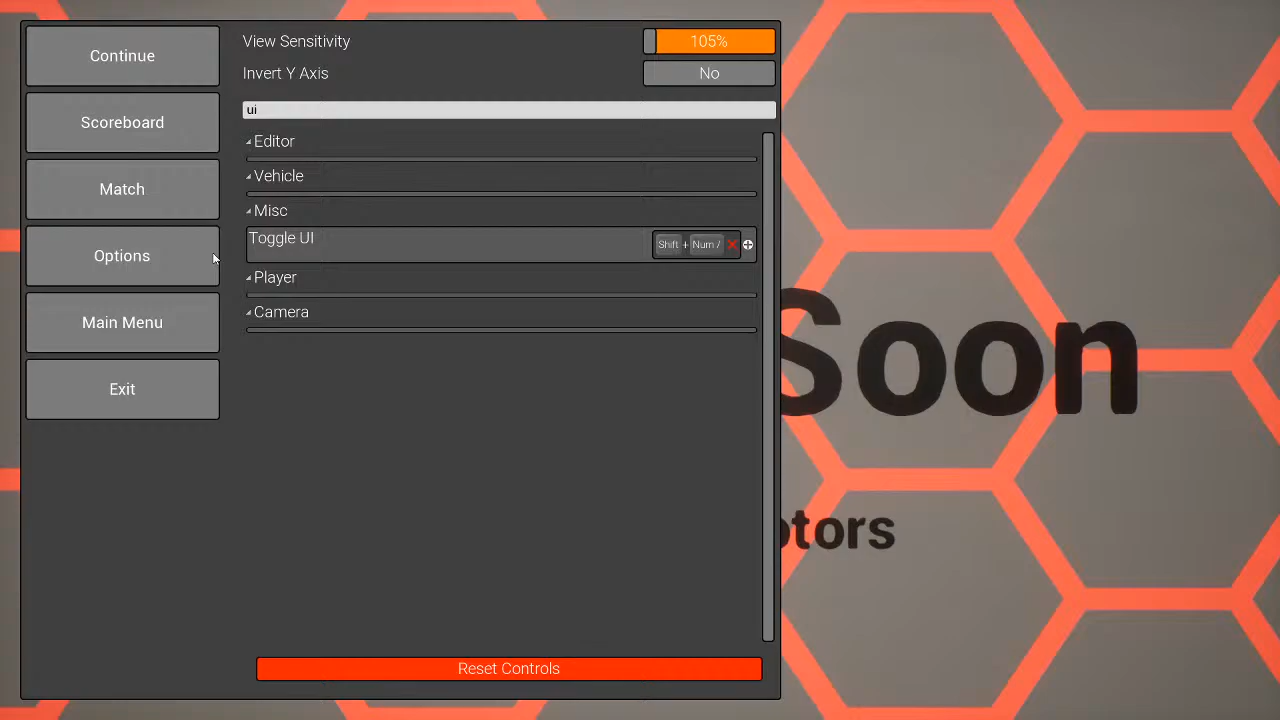 Continue
Scoreboard
Match
Options
Main Menu
Exit
View Sensitivity 105%
Invert Y Axis No
ui
Editor
Vehicle
Misc
Toggle UI Shift + Num /
Player
Camera
Reset Controls
Soon
otors